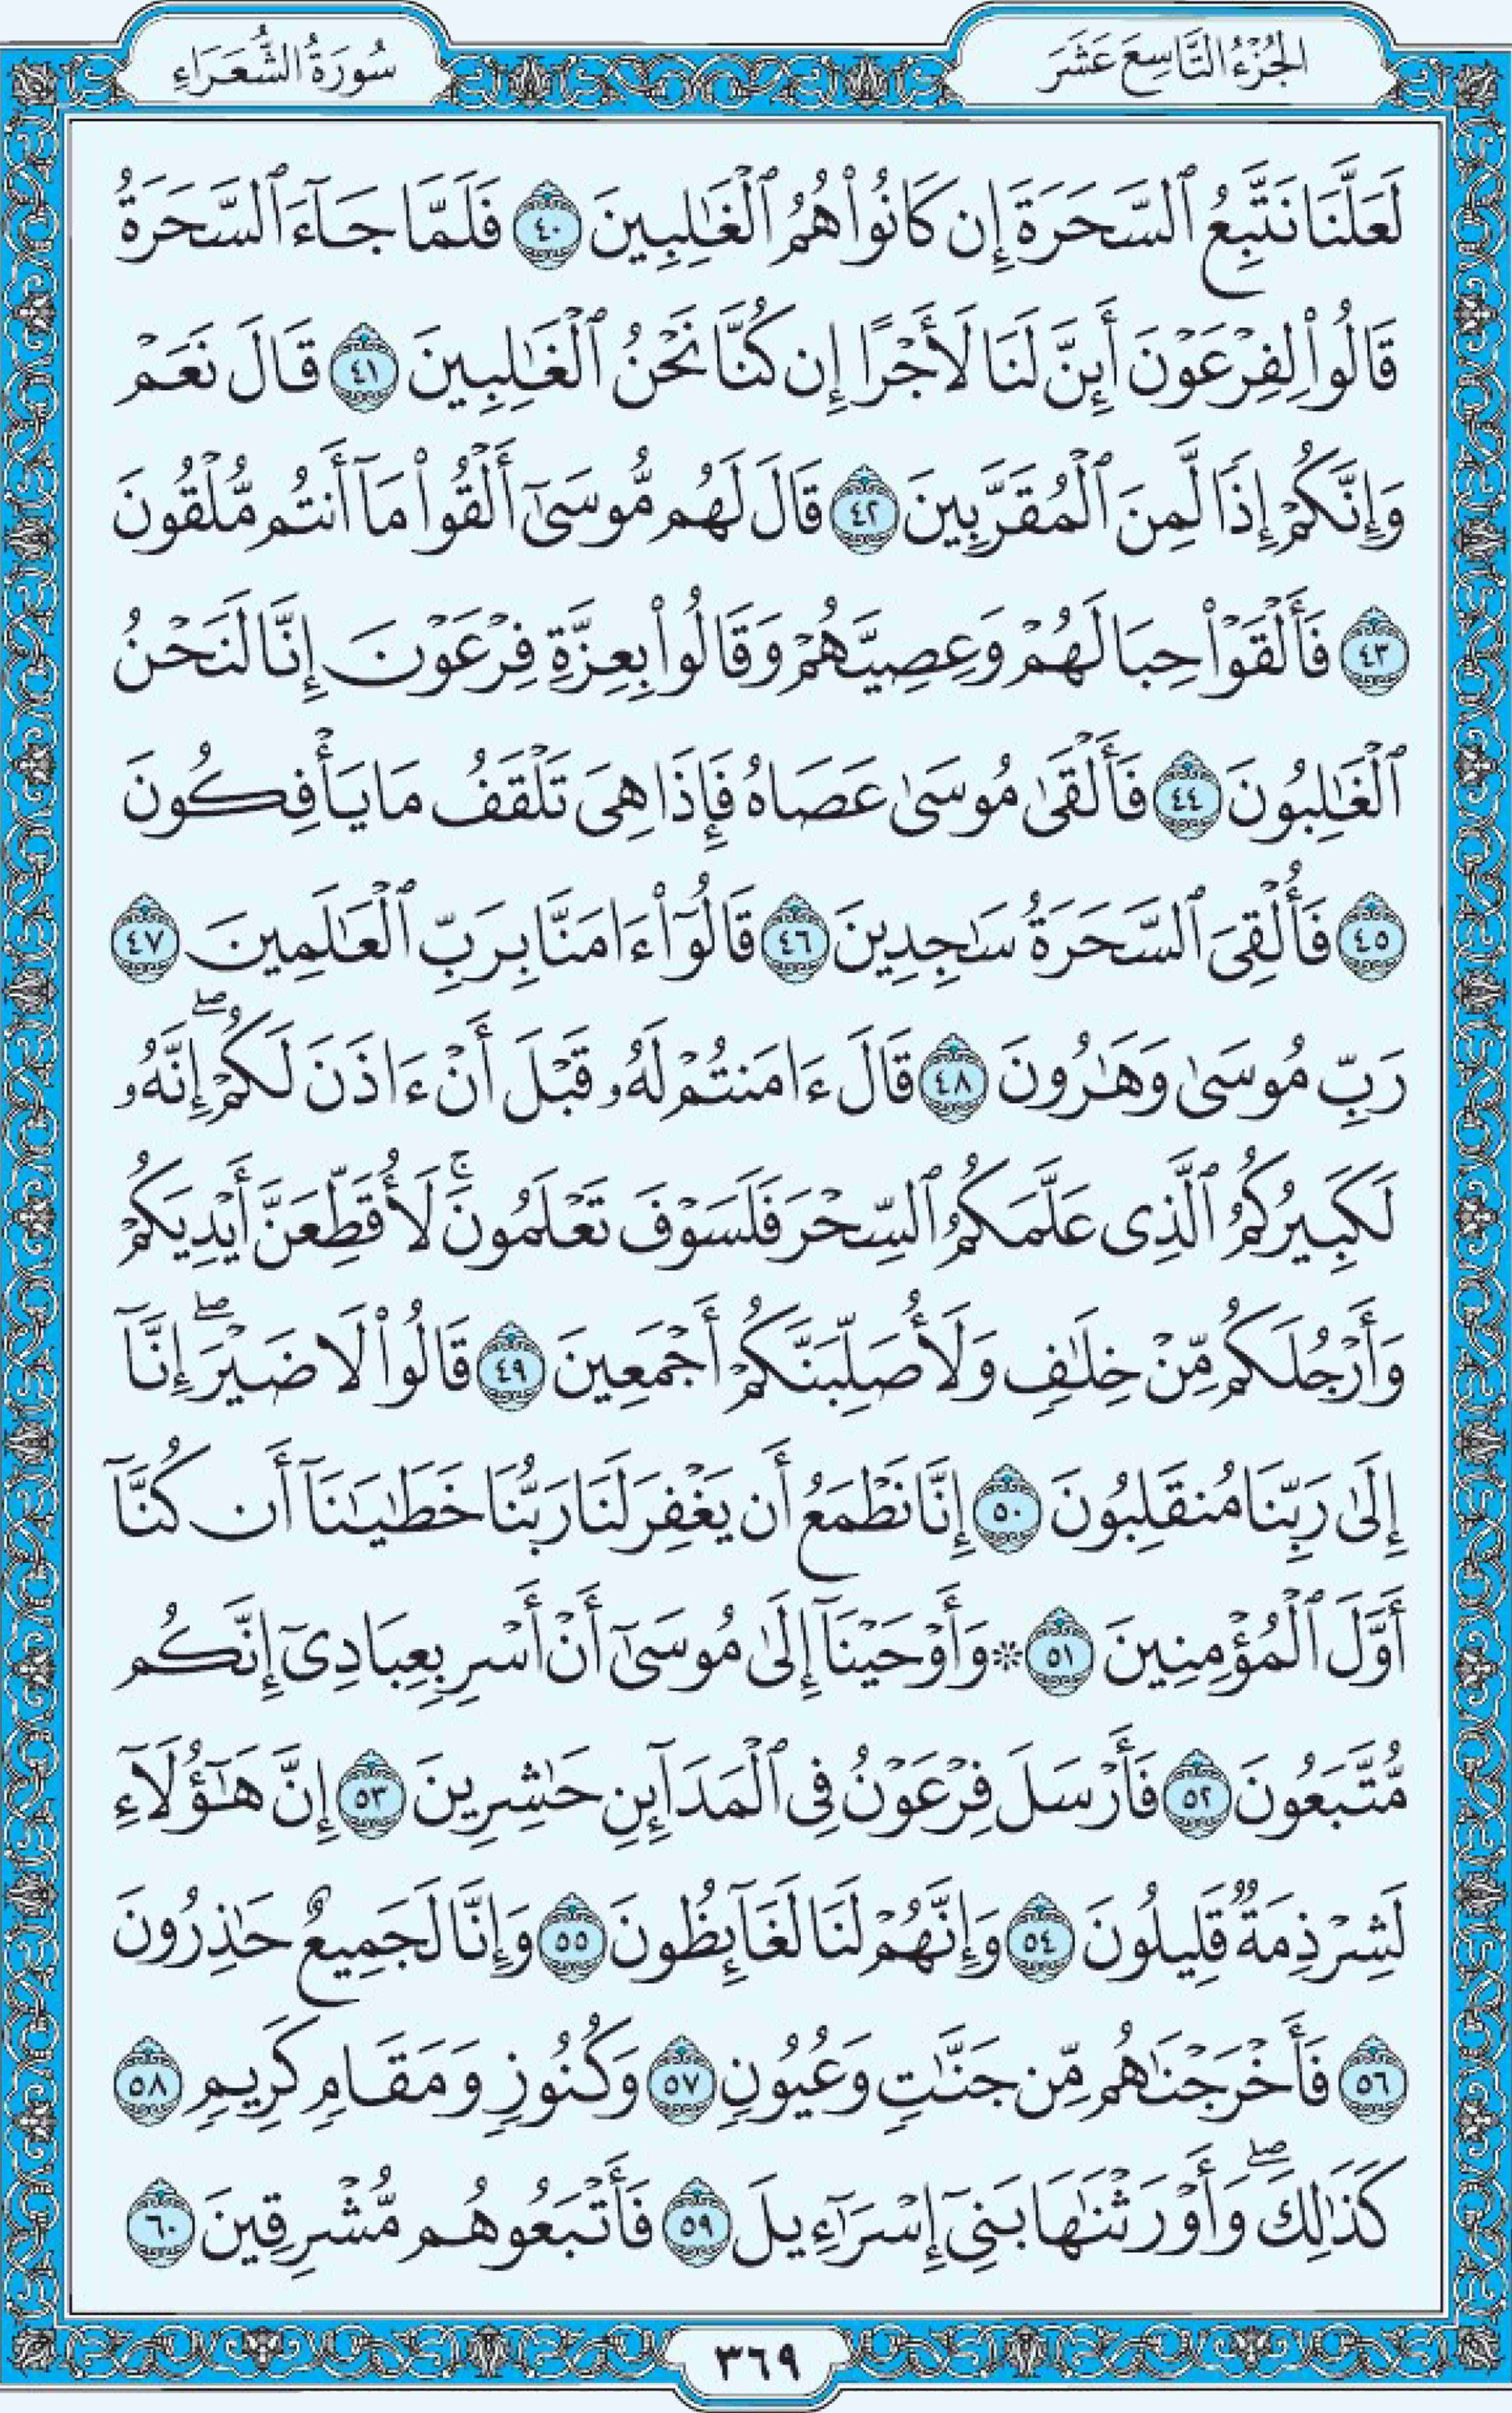 الجُزْءُ التَّاسِعَ عَشَرَ
سُورَةُ الشُّعَرَاءِ
لَعَلَّنَا نَتَّبِعُ ٱلسَّحَرَةَ إِن كَانُوا۟ هُمُ ٱلْغَٰلِبِينَ ٤٠ فَلَمَّا جَآءَ ٱلسَّحَرَةُ
قَالُوا۟ لِفِرْعَوْنَ أَئِنَّ لَنَا لَأَجْرًا إِن كُنَّا نَحْنُ ٱلْغَٰلِبِينَ ٤١ قَالَ نَعَمْ
وَإِنَّكُمْ إِذًا لَّمِنَ ٱلْمُقَرَّبِينَ ٤٢ قَالَ لَهُم مُّوسَىٰٓ أَلْقُوا۟ مَآ أَنتُم مُّلْقُونَ
٤٣ فَأَلْقَوْا۟ حِبَالَهُمْ وَعِصِيَّهُمْ وَقَالُوا۟ بِعِزَّةِ فِرْعَوْنَ إِنَّا لَنَحْنُ
ٱلْغَٰلِبُونَ ٤٤ فَأَلْقَىٰ مُوسَىٰ عَصَاهُ فَإِذَا هِىَ تَلْقَفُ مَا يَأْفِكُونَ
٤٥ فَأُلْقِىَ ٱلسَّحَرَةُ سَٰجِدِينَ ٤٦ قَالُوٓا۟ ءَامَنَّا بِرَبِّ ٱلْعَٰلَمِينَ ٤٧
رَبِّ مُوسَىٰ وَهَٰرُونَ ٤٨ قَالَ ءَامَنتُمْ لَهُۥ قَبْلَ أَنْ ءَاذَنَ لَكُمْ ۖ إِنَّهُۥ
لَكَبِيرُكُمُ ٱلَّذِى عَلَّمَكُمُ ٱلسِّحْرَ فَلَسَوْفَ تَعْلَمُونَ ۚ لَأُقَطِّعَنَّ أَيْدِيَكُمْ
وَأَرْجُلَكُم مِّنْ خِلَٰفٍ وَلَأُصَلِّبَنَّكُمْ أَجْمَعِينَ ٤٩ قَالُوا۟ لَا ضَيْرَ ۖ إِنَّآ
إِلَىٰ رَبِّنَا مُنقَلِبُونَ ٥٠ إِنَّا نَطْمَعُ أَن يَغْفِرَ لَنَا رَبُّنَا خَطَٰيَٰنَآ أَن كُنَّآ
أَوَّلَ ٱلْمُؤْمِنِينَ ٥١ ۞ وَأَوْحَيْنَآ إِلَىٰ مُوسَىٰٓ أَنْ أَسْرِ بِعِبَادِىٓ إِنَّكُم
مُّتَّبَعُونَ ٥٢ فَأَرْسَلَ فِرْعَوْنُ فِى ٱلْمَدَآئِنِ حَٰشِرِينَ ٥٣ إِنَّ هَٰٓؤُلَآءِ
لَشِرْذِمَةٌ قَلِيلُونَ ٥٤ وَإِنَّهُمْ لَنَا لَغَآئِظُونَ ٥٥ وَإِنَّا لَجَمِيعٌ حَٰذِرُونَ
٥٦ فَأَخْرَجْنَٰهُم مِّن جَنَّٰتٍ وَعُيُونٍ ٥٧ وَكُنُوزٍ وَمَقَامٍ كَرِيمٍ ٥٨
كَذَٰلِكَ ۖ وَأَوْرَثْنَٰهَا بَنِىٓ إِسْرَٰٓءِيلَ ٥٩ فَأَتْبَعُوهُم مُّشْرِقِينَ ٦٠
٣٦٩